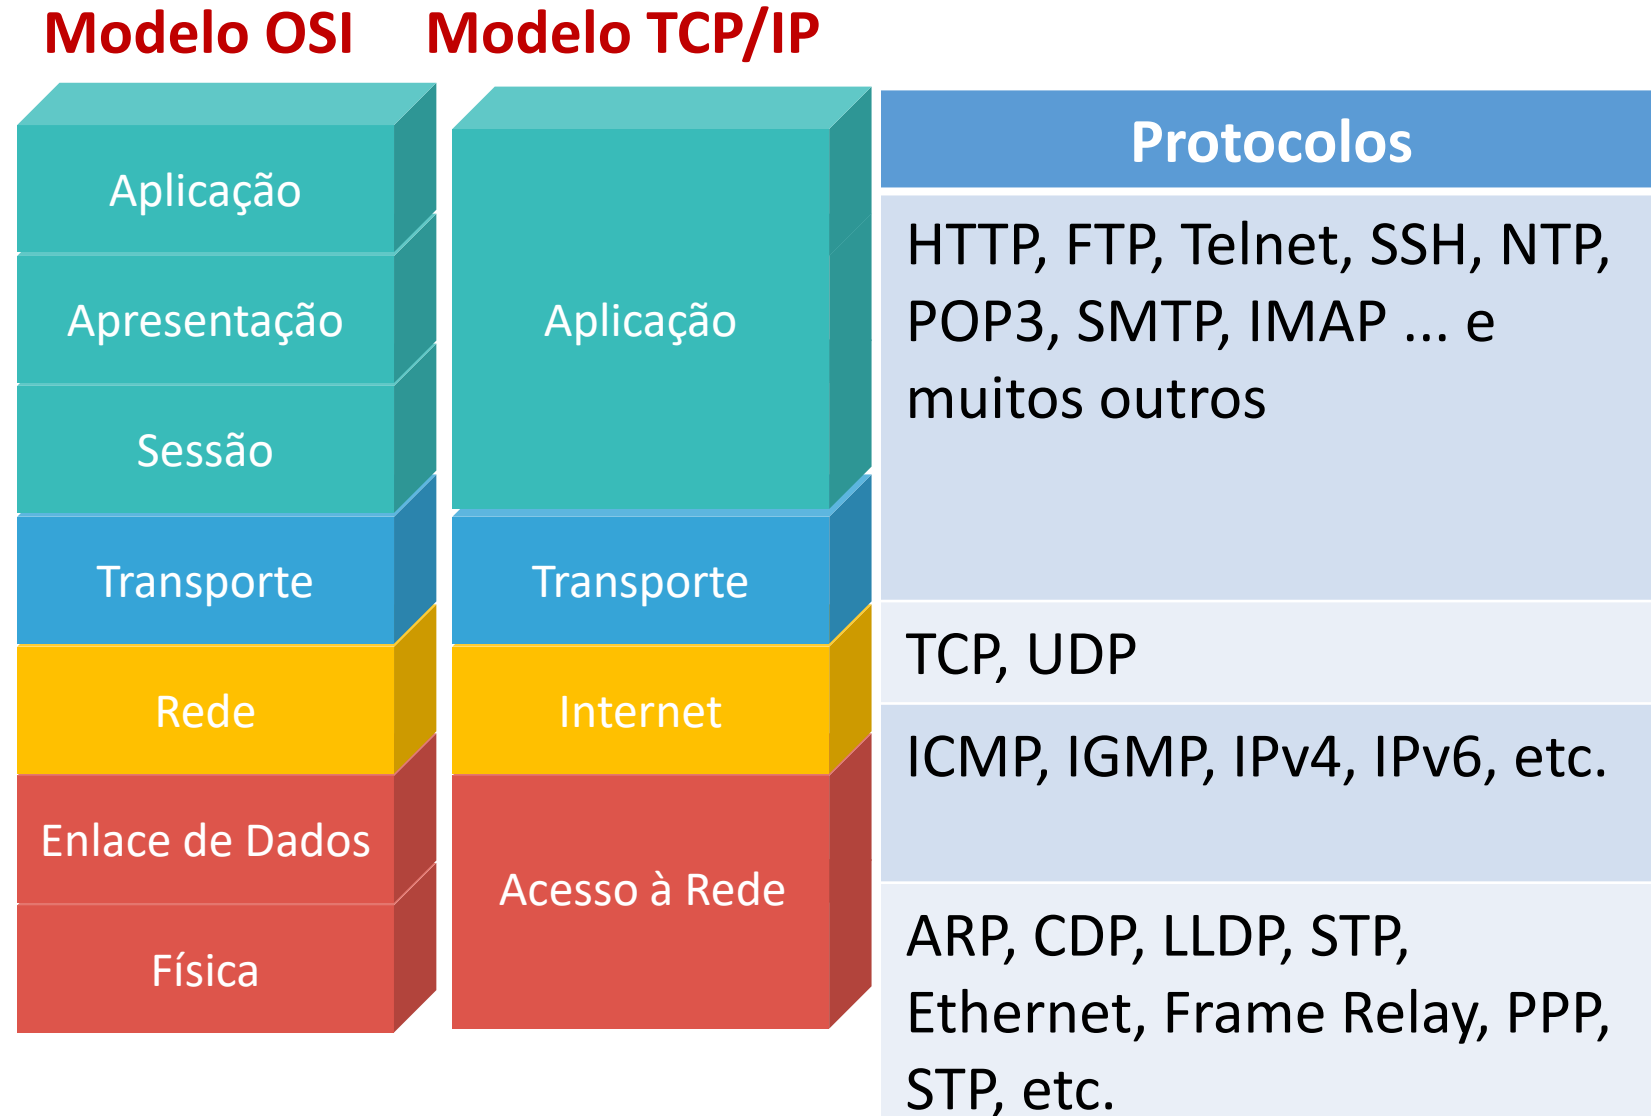 Modelo OSI
Modelo TCP/IP
Aplicação
Apresentação
Sessão
Transporte
Rede
Enlace de Dados
Física
Aplicação
Transporte
Internet
Acesso à Rede
Protocolos
HTTP, FTP, Telnet, SSH, NTP,
POP3, SMTP, IMAP ... e
muitos outros
TCP, UDP
ICMP, IGMP, IPv4, IPv6, etc.
ARP, CDP, LLDP, STP,
Ethernet, Frame Relay, PPP,
STP, etc.